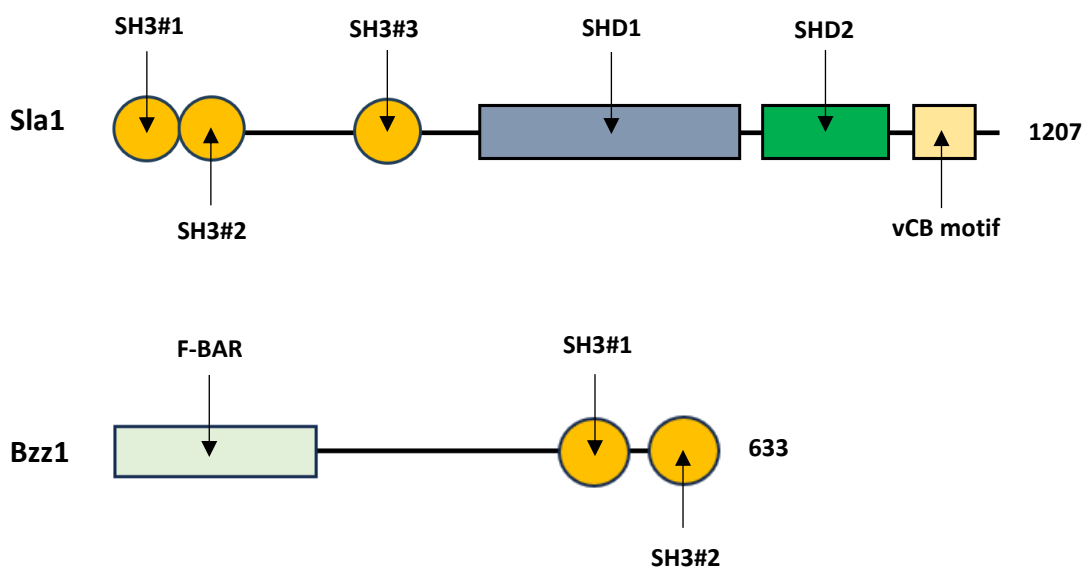 SH3#1
SH3#3
SHD1
SHD2
Sla1
1207
SH3#2
vCB motif
F-BAR
SH3#1
Bzz1
633
SH3#2